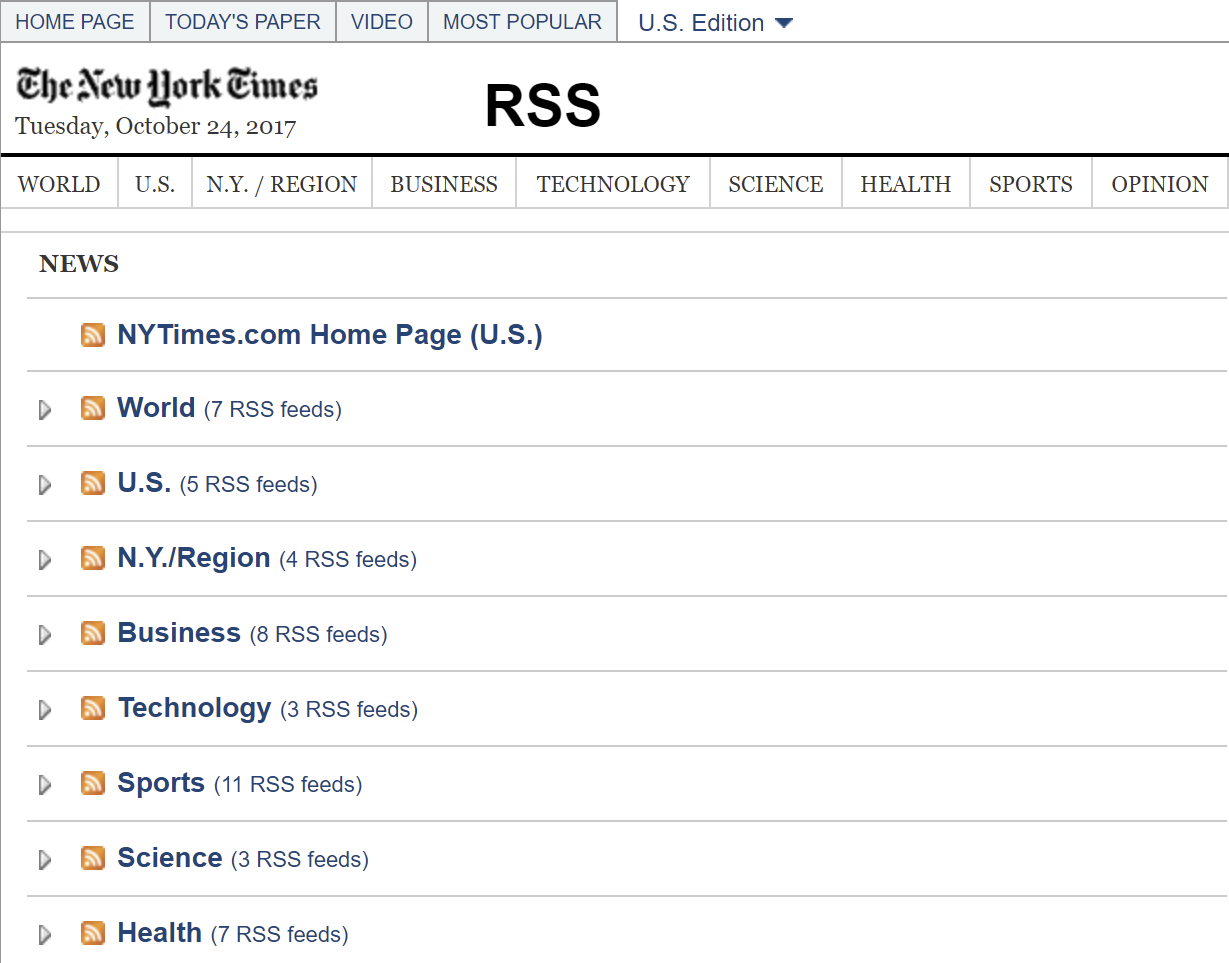 HOME PAGE TODAY'S PAPER VIDEO MOST POPULAR U.S. Edition
The New York Times
RSS
Tuesday, October 24, 2017
WORLD U.S. N.Y. / REGION BUSINESS TECHNOLOGY SCIENCE HEALTH SPORTS OPINION
NEWS
NYTimes.com Home Page (U.S.)
World (7 RSS feeds)
U.S. (5 RSS feeds)
N.Y./Region (4 RSS feeds)
Business (8 RSS feeds)
Technology (3 RSS feeds)
Sports (11 RSS feeds)
Science (3 RSS feeds)
Health (7 RSS feeds)